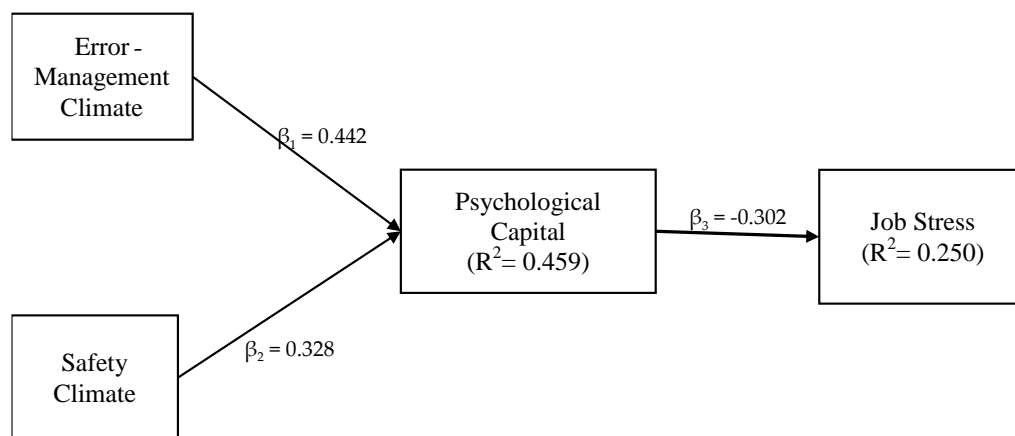 Error -
Management
Climate
β₁ = 0.442
Psychological
Capital
(R²= 0.459)
β₃ = -0.302
Job Stress
(R²= 0.250)
β₂ = 0.328
Safety
Climate